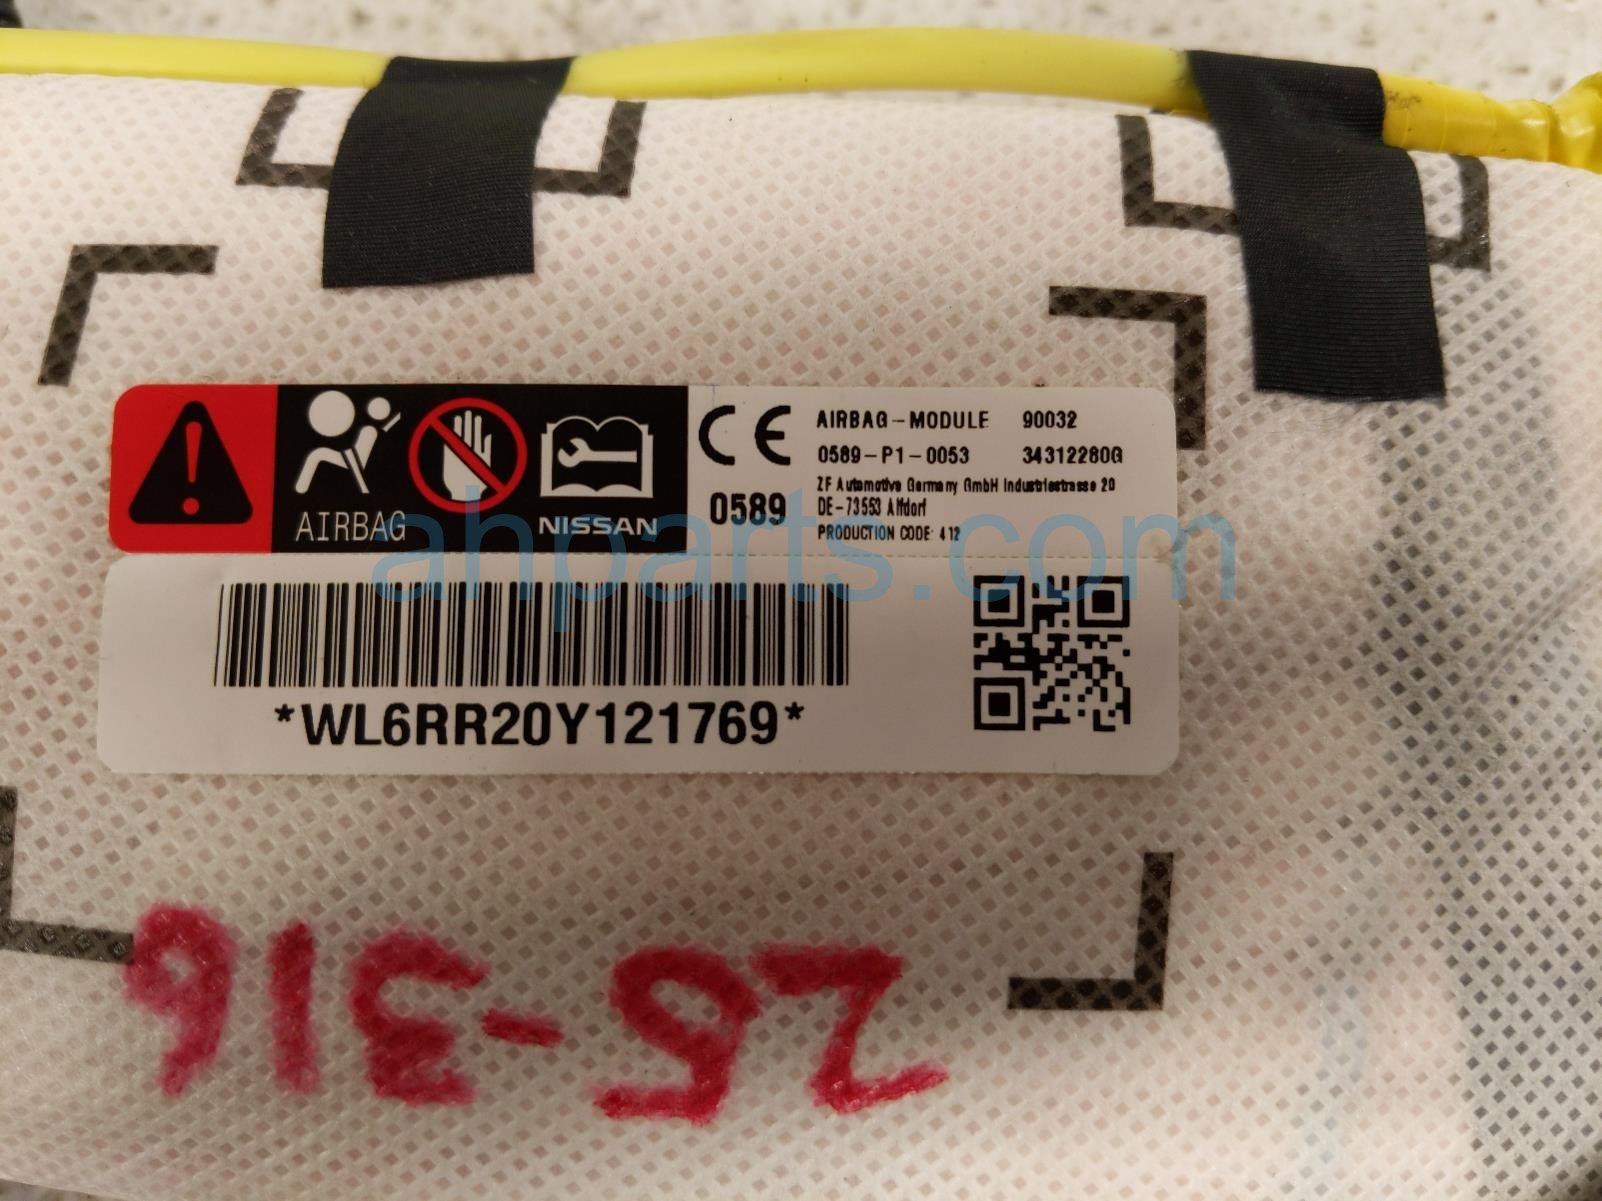 AIRBAG
NISSAN
CE
0589
AIRBAG-MODULE 90032
0589-P1-0053 34312280G
ZF Automotive Germany GmbH Industriestrasse 20
DE-73553 Alfdorf
PRODUCTION CODE: 412
ahparts.com
*WL6RR20Y121769*
25-316